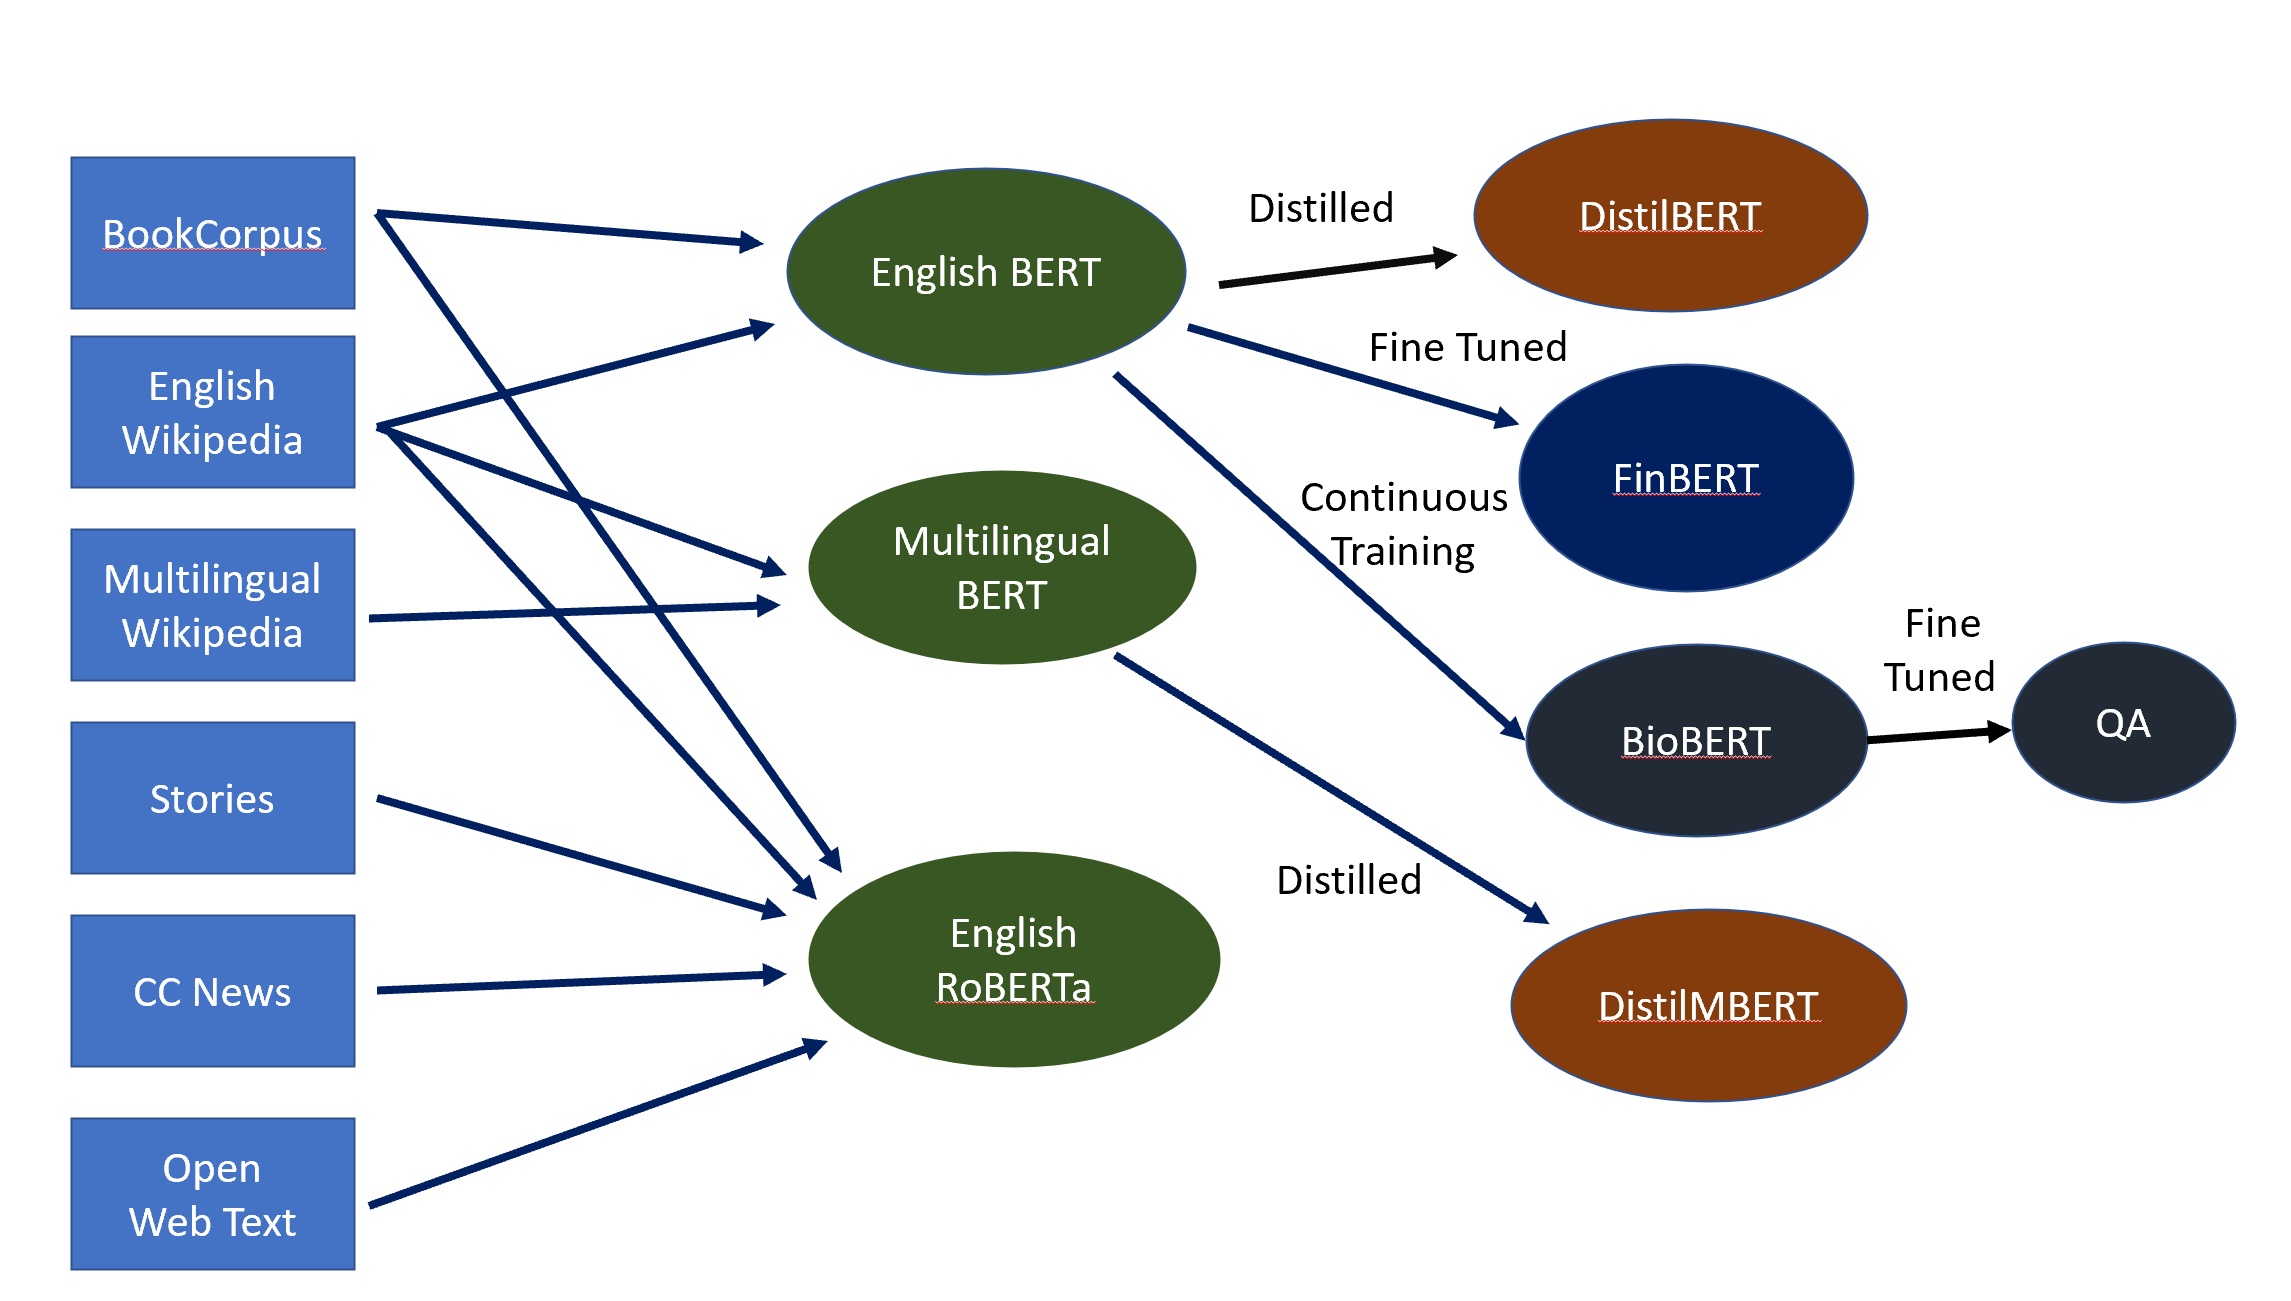 BookCorpus
English
Wikipedia
Multilingual
Wikipedia
Stories
CC News
Open
Web Text
English BERT
Multilingual
BERT
English
RoBERTa
Distilled
Fine Tuned
Continuous
Training
Distilled
DistilBERT
FinBERT
BioBERT
Fine
Tuned
QA
DistilMBERT